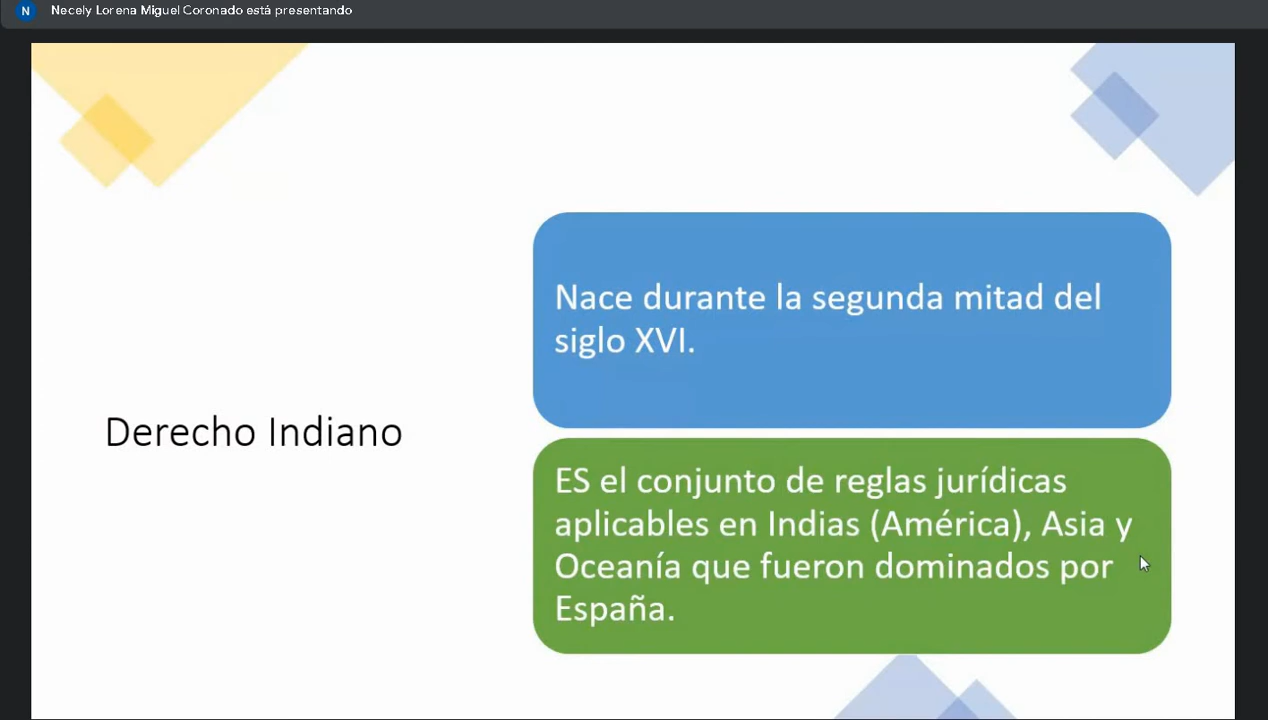 N
Necely Lorena Miguel Coronado está presentando
Derecho Indiano
Nace durante la segunda mitad del
siglo XVI.
ES el conjunto de reglas jurídicas
aplicables en Indias (América), Asia y
Oceanía que fueron dominados por
España.